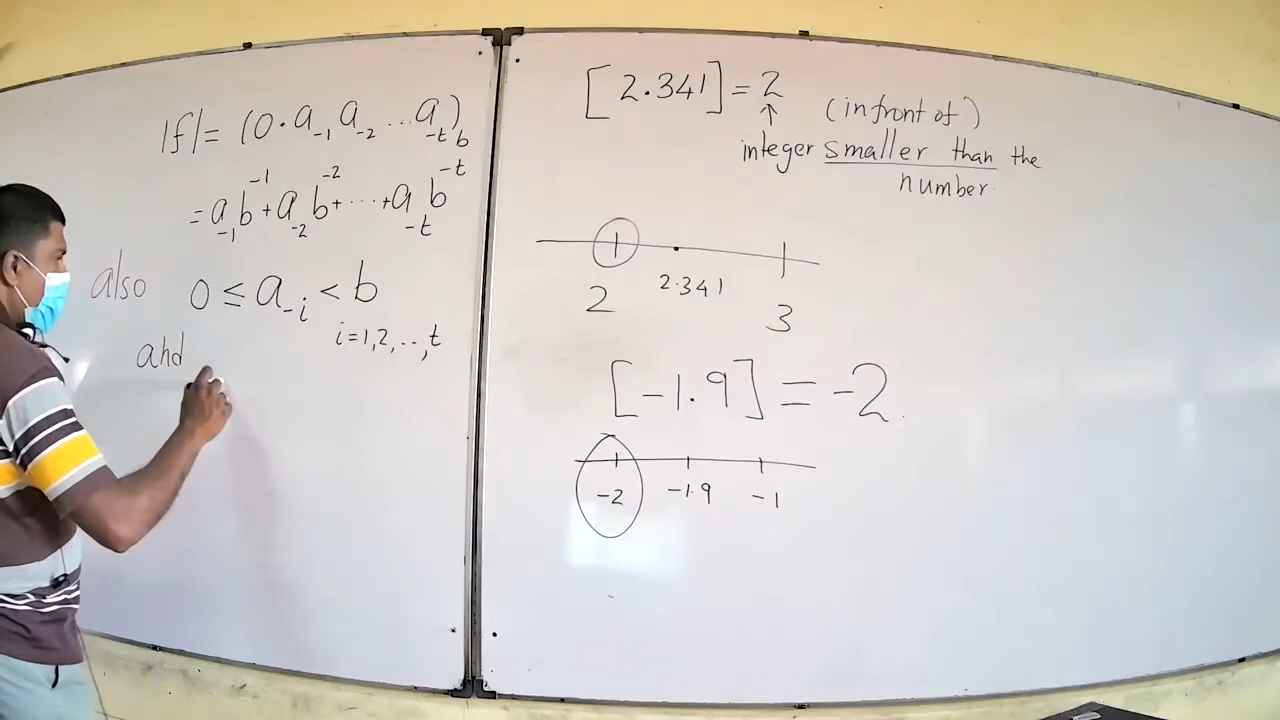 |f| = (0.a₋₁a₋₂...a₋ₜ)_b
= a₋₁b⁻¹ + a₋₂b⁻² + ... + a₋ₜb⁻ᵗ
also 0 ≤ a₋ᵢ < b
i=1,2,...,t
and
[2.341] = 2
↑
(in front of)
integer smaller than the
number.
2 2.341 3
[-1.9] = -2.
-2 -1.9 -1